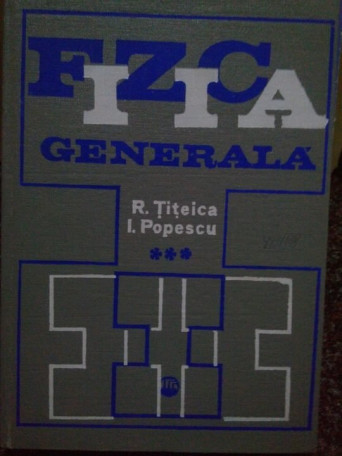 FIZICA
GENERALĂ
R. Țițeica
I. Popescu
***